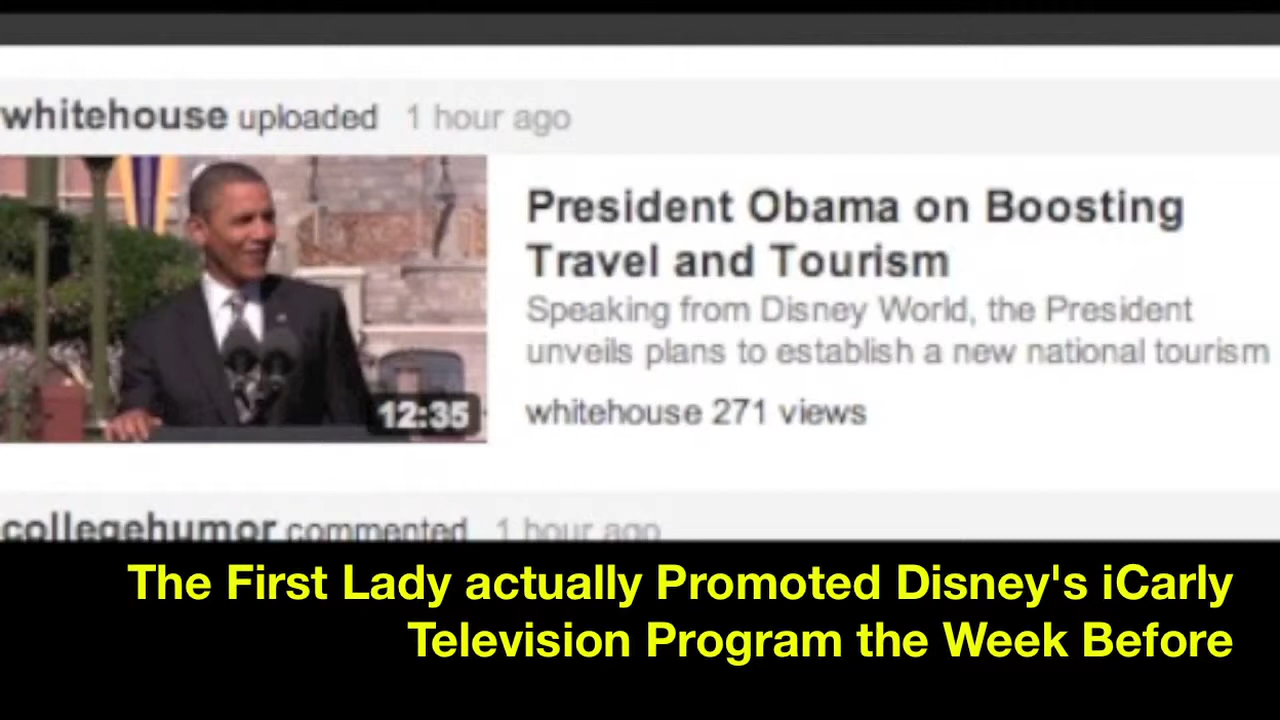 whitehouse uploaded 1 hour ago
President Obama on Boosting
Travel and Tourism
Speaking from Disney World, the President
unveils plans to establish a new national tourism
whitehouse 271 views
12:35
collegehumor commented 1 hour ago
The First Lady actually Promoted Disney's iCarly
Television Program the Week Before